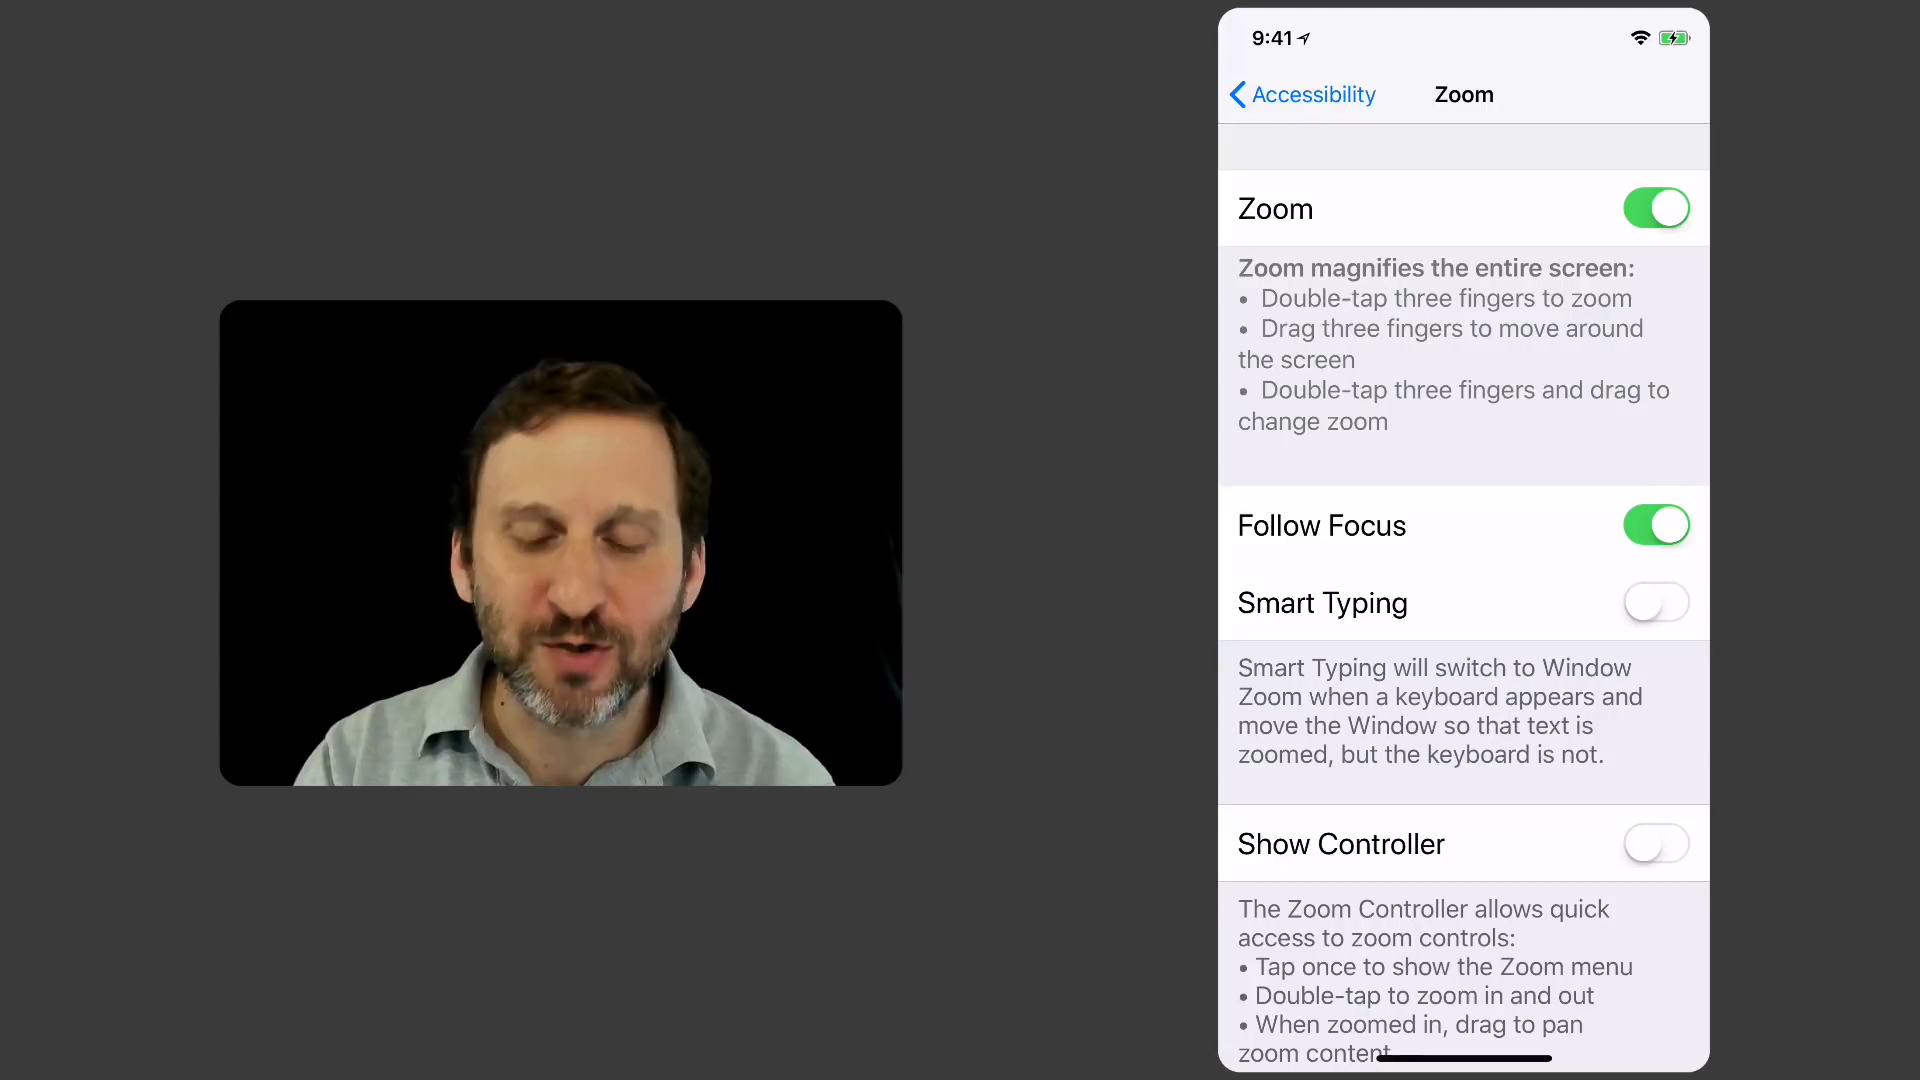 9:41
Accessibility
Zoom
Zoom
Zoom magnifies the entire screen:
• Double-tap three fingers to zoom
• Drag three fingers to move around
the screen
• Double-tap three fingers and drag to
change zoom
Follow Focus
Smart Typing
Smart Typing will switch to Window
Zoom when a keyboard appears and
move the Window so that text is
zoomed, but the keyboard is not.
Show Controller
The Zoom Controller allows quick
access to zoom controls:
• Tap once to show the Zoom menu
• Double-tap to zoom in and out
• When zoomed in, drag to pan
zoom content